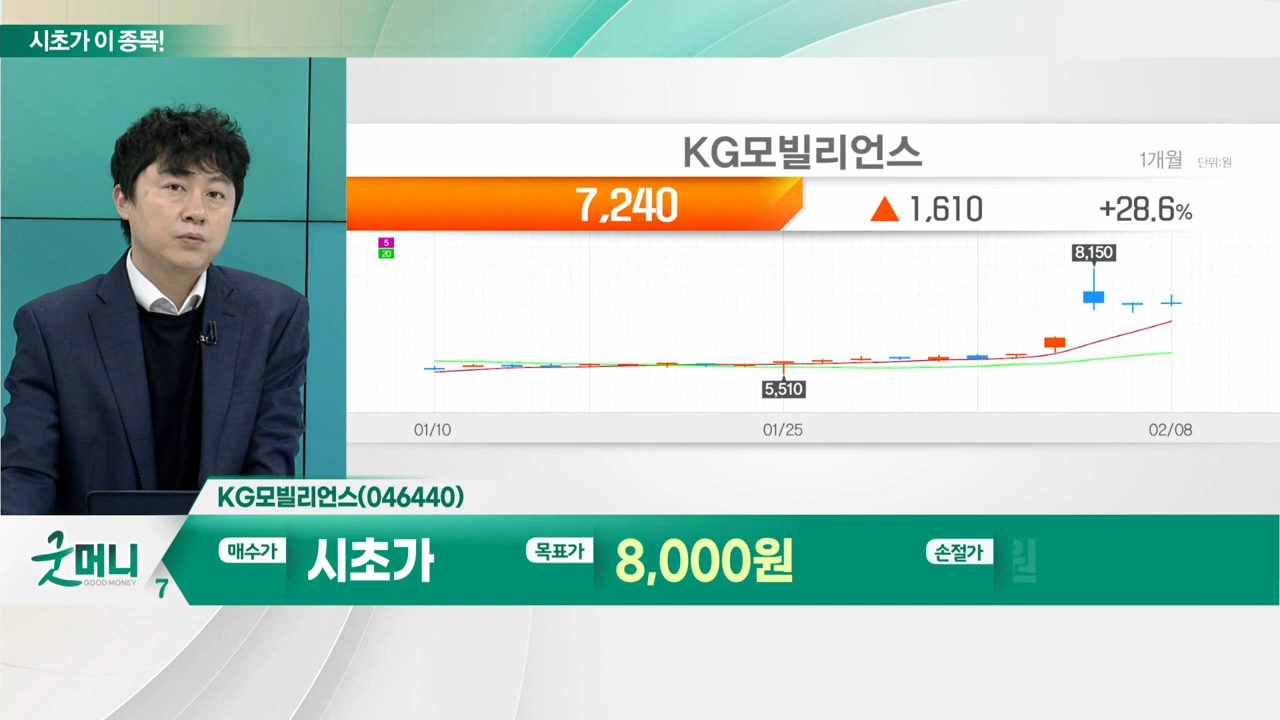 시초가 이 종목!
KG모빌리언스
1개월 단위:원
7,240 ▲ 1,610 +28.6%
5
20
8,150
5,510
01/10 01/25 02/08
KG모빌리언스(046440)
굿머니
GOOD MONEY
7
매수가 시초가 목표가 8,000원 손절가 원